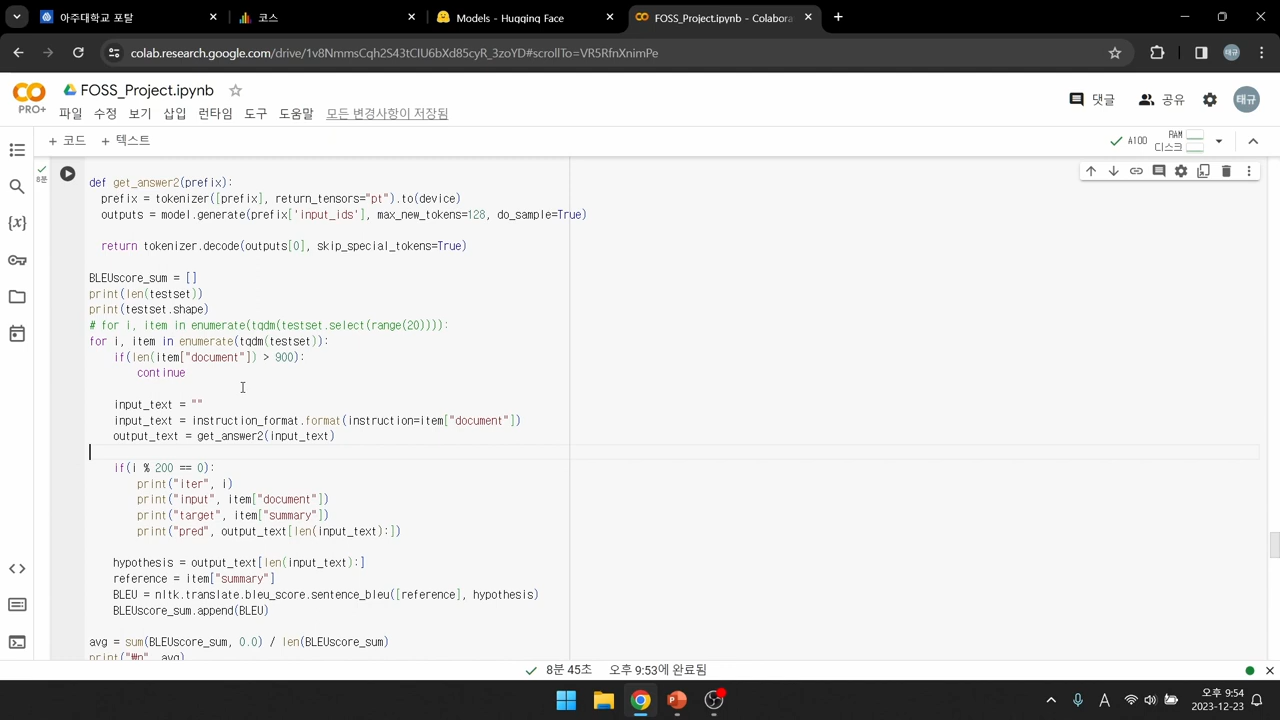 아주대학교 포탈
코스
Models - Hugging Face
FOSS_Project.ipynb - Colabora
colab.research.google.com/drive/1v8NmmsCqh2S43tCIU6bXd85cyR_3zoYD#scrollTo=VR5RfnXnimPe
태규
PRO+
FOSS_Project.ipynb
파일 수정 보기 삽입 런타임 도구 도움말 모든 변경사항이 저장됨
댓글 공유 태규
+ 코드 + 텍스트
A100 RAM 디스크
8분
def get_answer2(prefix):
prefix = tokenizer([prefix], return_tensors="pt").to(device)
outputs = model.generate(prefix['input_ids'], max_new_tokens=128, do_sample=True)
return tokenizer.decode(outputs[0], skip_special_tokens=True)
BLEUscore_sum = []
print(len(testset))
print(testset.shape)
# for i, item in enumerate(tqdm(testset.select(range(20)))):
for i, item in enumerate(tqdm(testset)):
if(len(item["document"]) > 900):
continue
input_text = ""
input_text = instruction_format.format(instruction=item["document"])
output_text = get_answer2(input_text)
if(i % 200 == 0):
print("iter", i)
print("input", item["document"])
print("target", item["summary"])
print("pred", output_text[len(input_text):])
hypothesis = output_text[len(input_text):]
reference = item["summary"]
BLEU = nltk.translate.bleu_score.sentence_bleu([reference], hypothesis)
BLEUscore_sum.append(BLEU)
avg = sum(BLEUscore_sum, 0.0) / len(BLEUscore_sum)
print("₩n", avg)
8분 45초 오후 9:53에 완료됨
A
오후 9:54
2023-12-23